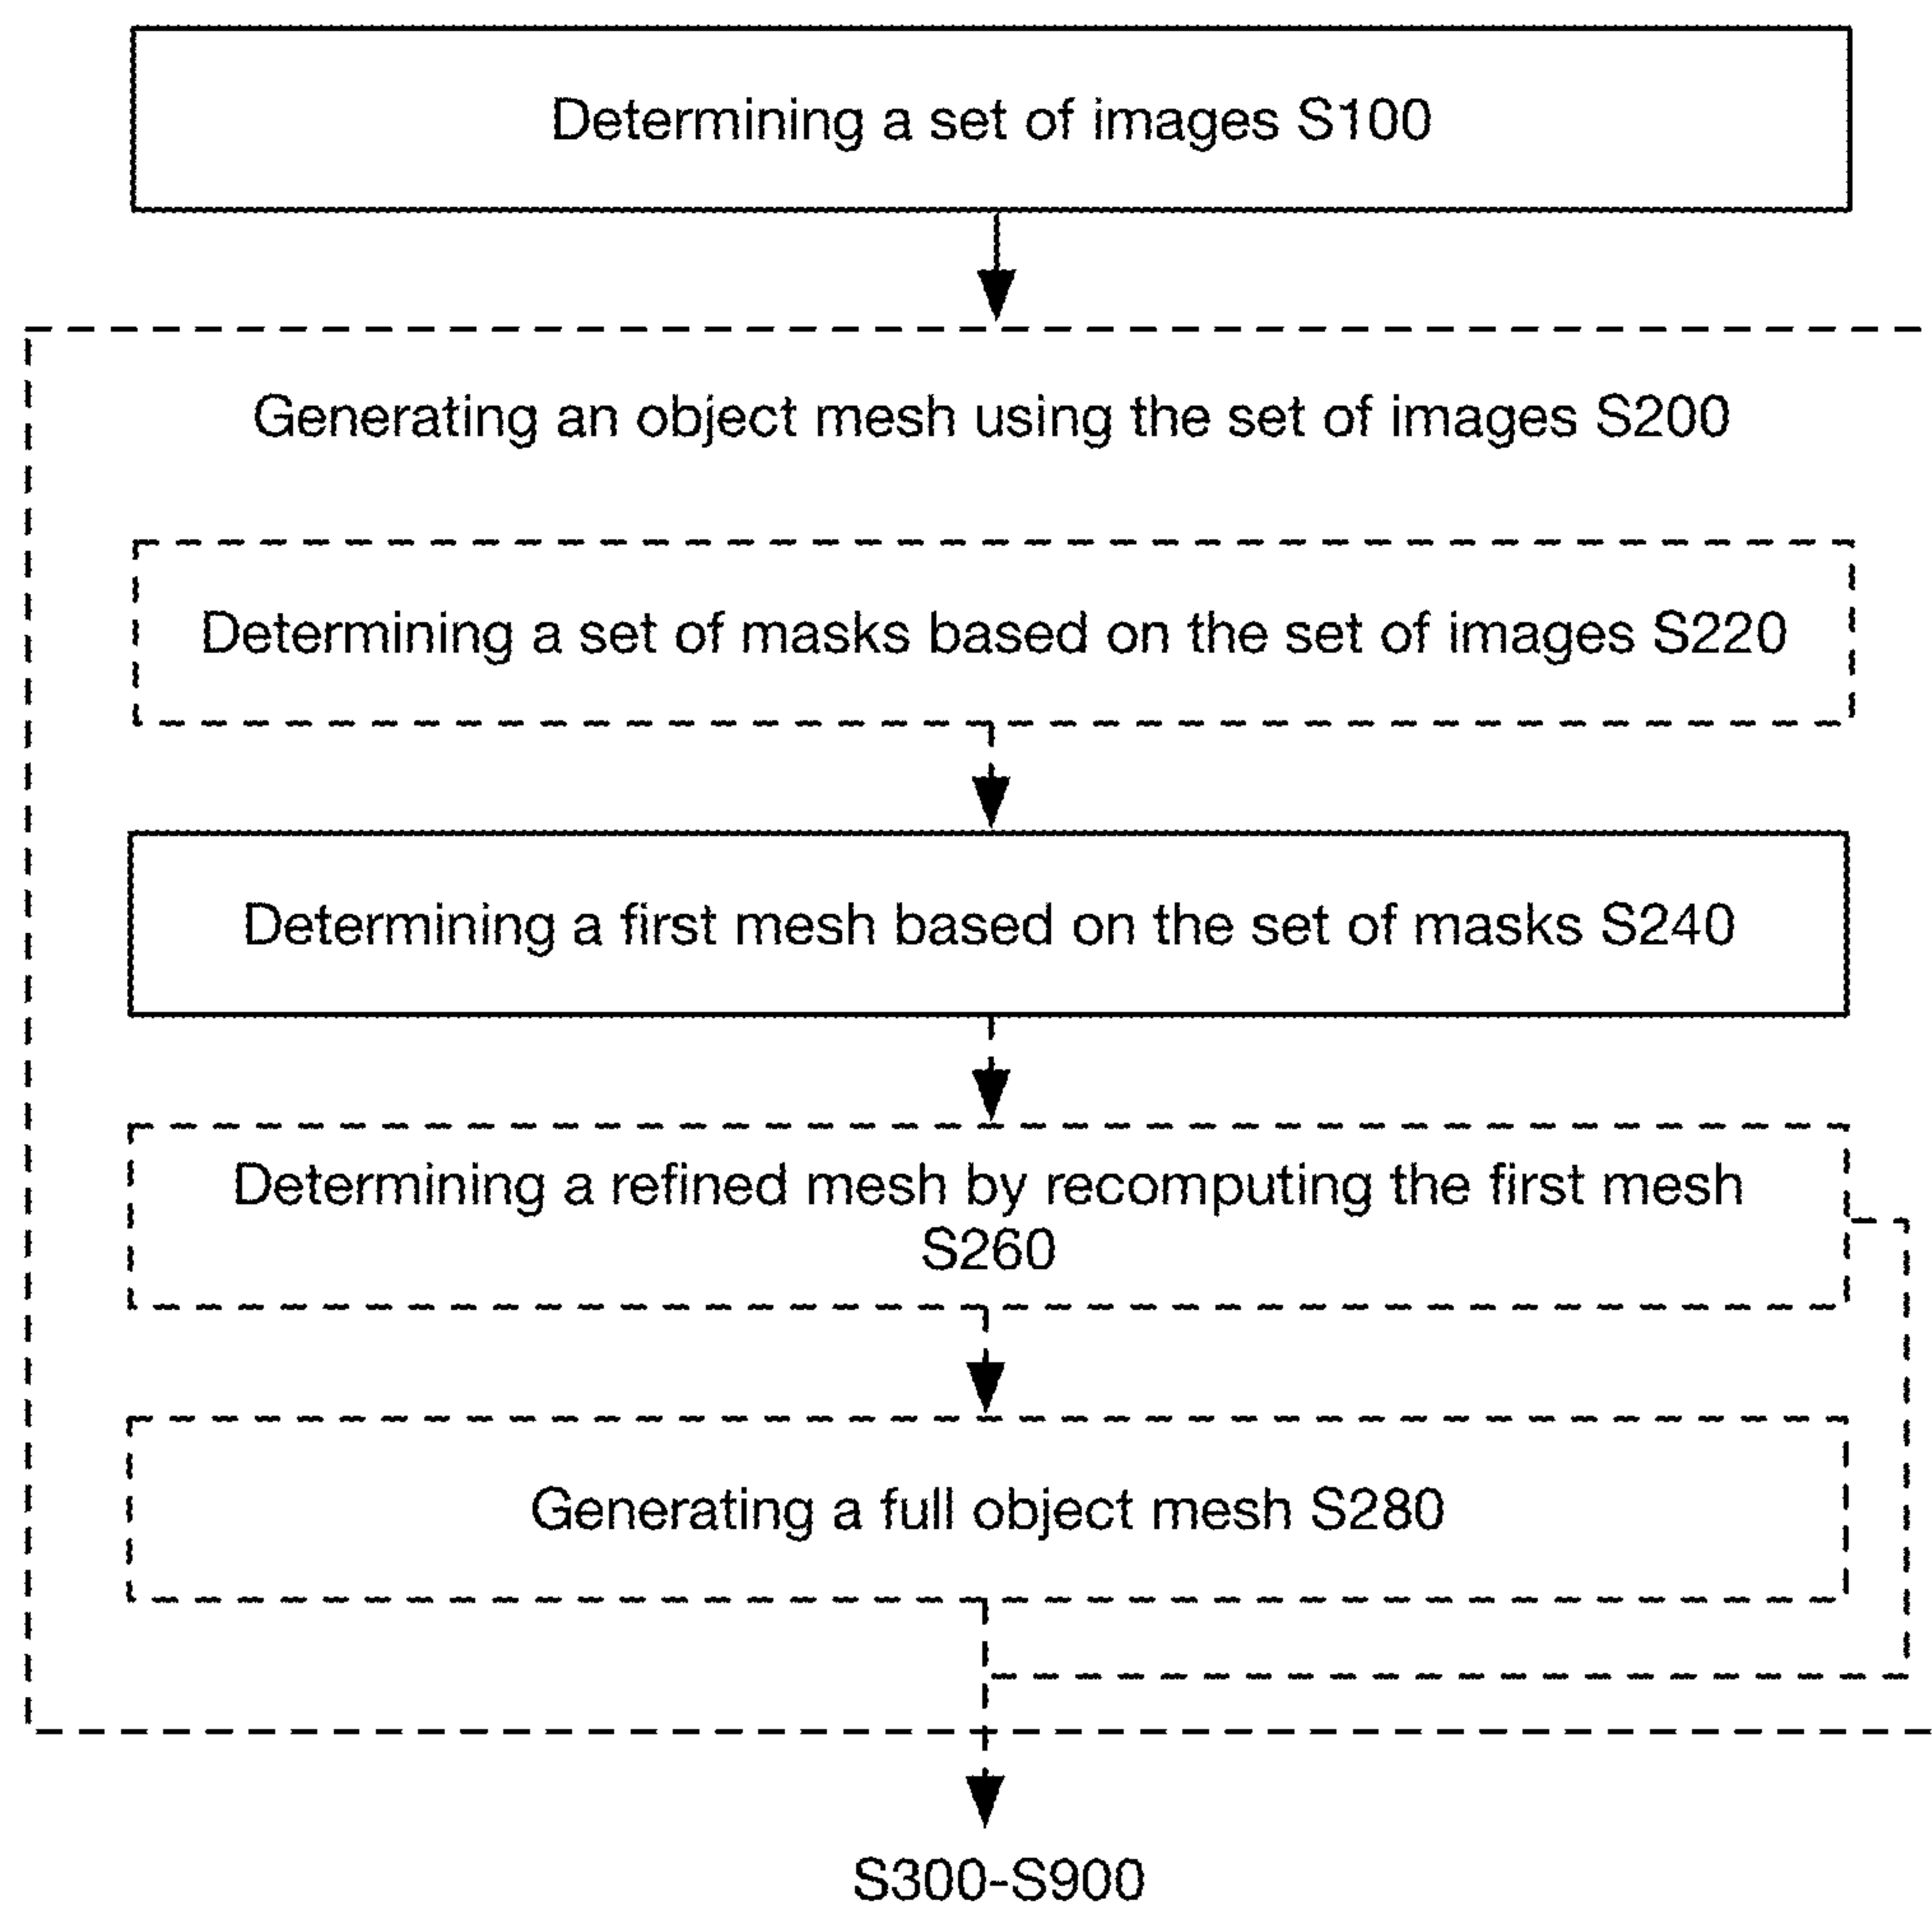 Determining a set of images S100
Generating an object mesh using the set of images S200
Determining a set of masks based on the set of images S220
Determining a first mesh based on the set of masks S240
Determining a refined mesh by recomputing the first mesh
S260
Generating a full object mesh S280
S300-S900